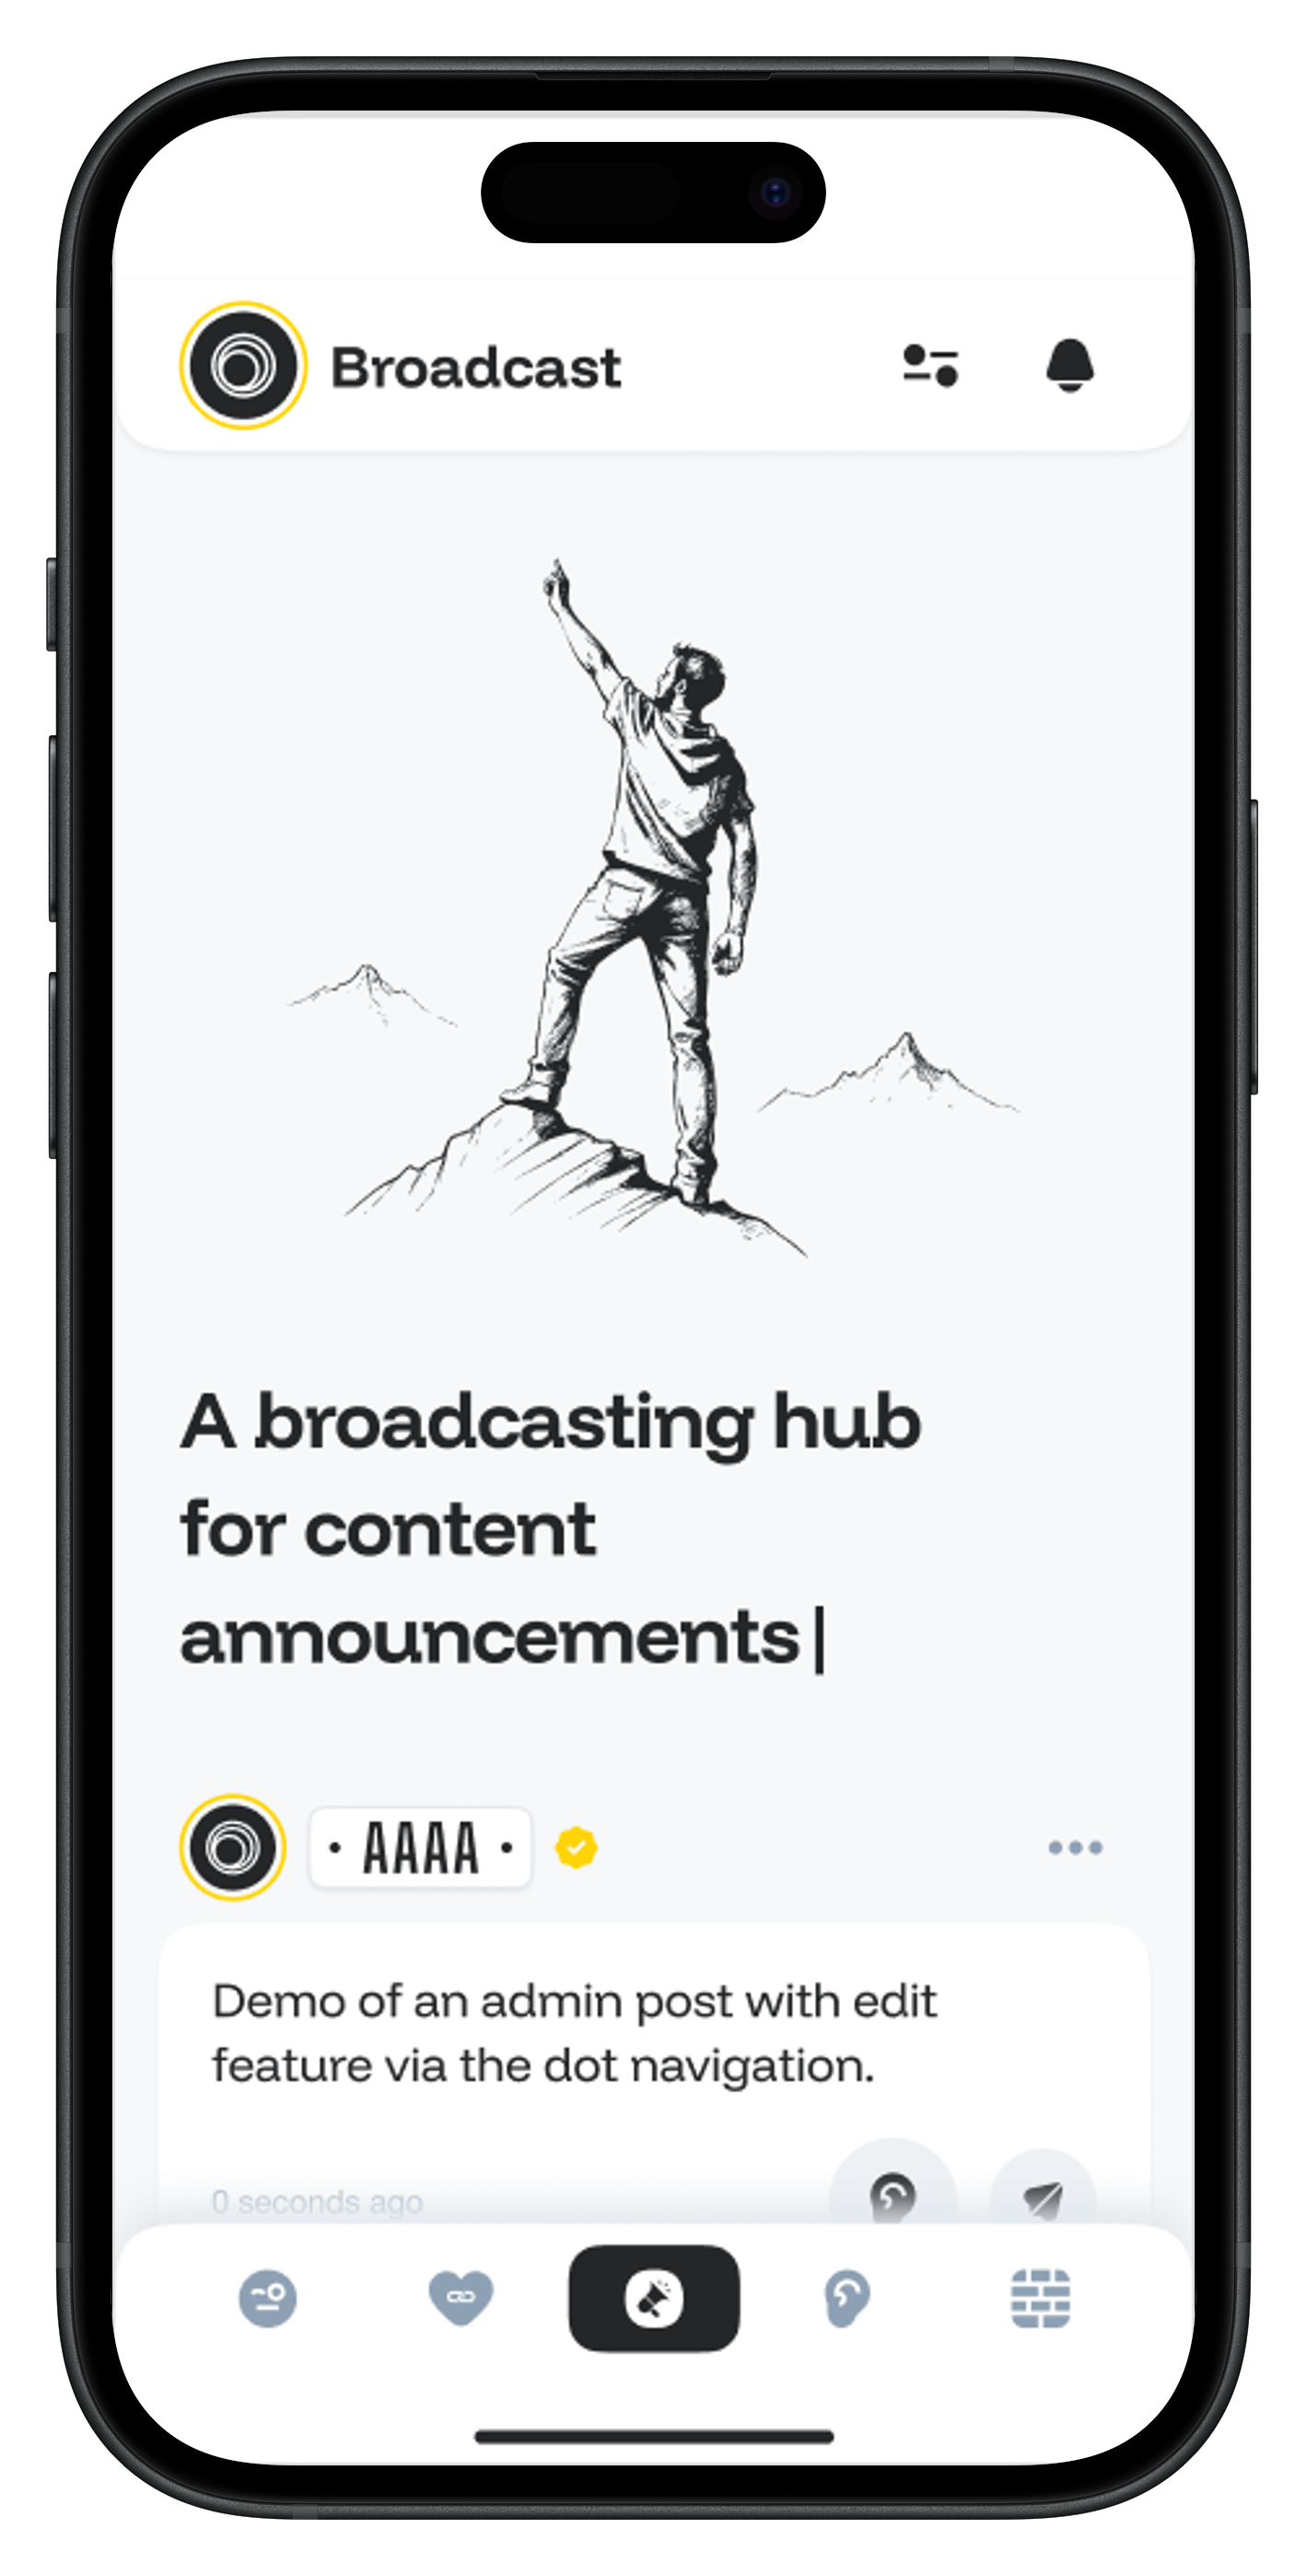 Broadcast
A broadcasting hub
for content
announcements|
• AAAA •
Demo of an admin post with edit
feature via the dot navigation.
0 seconds ago